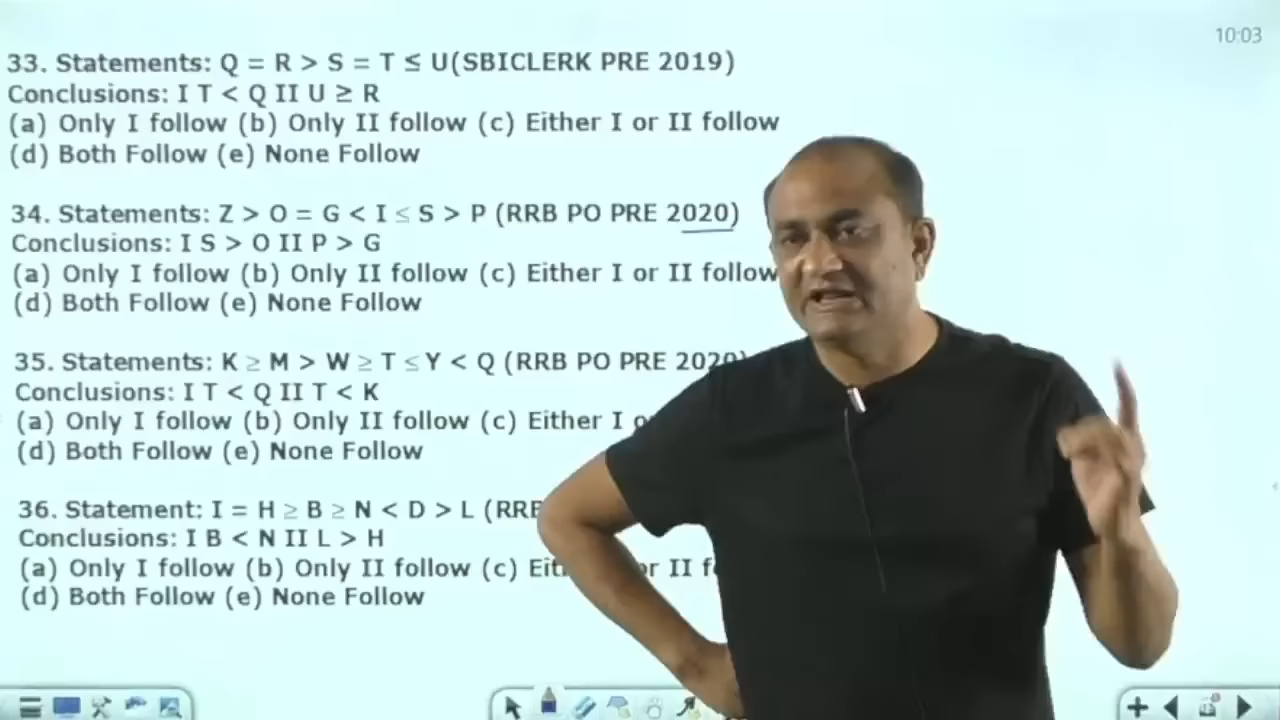 10:03
33. Statements: Q = R > S = T ≤ U(SBICLERK PRE 2019)
Conclusions: I T < Q II U ≥ R
(a) Only I follow (b) Only II follow (c) Either I or II follow
(d) Both Follow (e) None Follow
34. Statements: Z > O = G < I ≤ S > P (RRB PO PRE 2020)
Conclusions: I S > O II P > G
(a) Only I follow (b) Only II follow (c) Either I or II follow
(d) Both Follow (e) None Follow
35. Statements: K ≥ M > W ≥ T ≤ Y < Q (RRB PO PRE 2020)
Conclusions: I T < Q II T < K
(a) Only I follow (b) Only II follow (c) Either I
(d) Both Follow (e) None Follow
36. Statement: I = H ≥ B ≥ N < D > L (RRB
Conclusions: I B < N II L > H
(a) Only I follow (b) Only II follow (c) or II
(d) Both Follow (e) None Follow